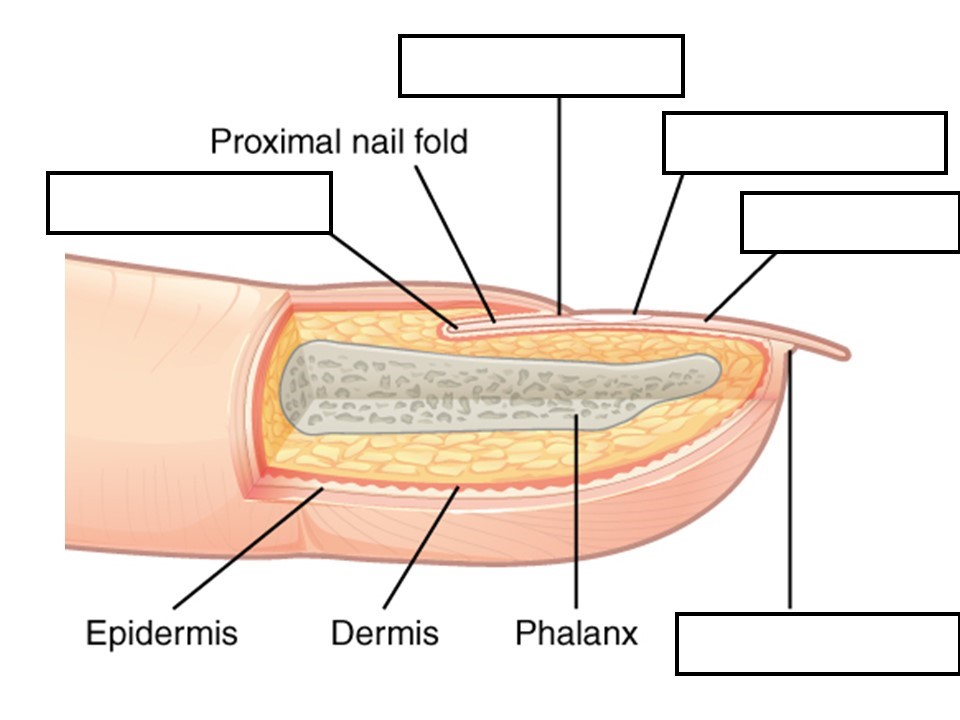 Proximal nail fold
Epidermis
Dermis
Phalanx